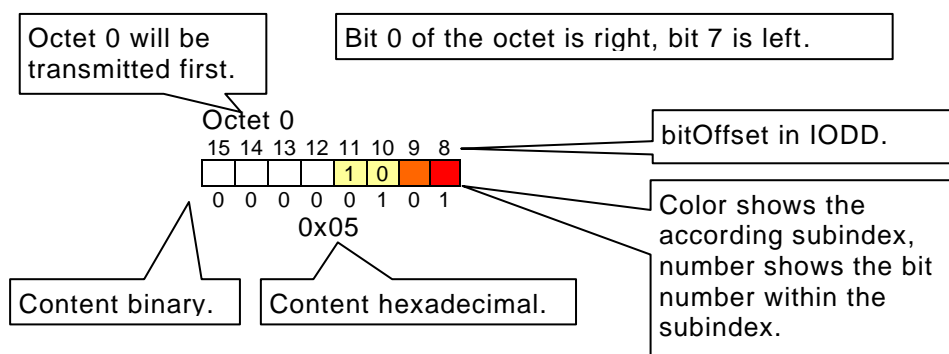 Octet 0 will be
transmitted first.
Bit 0 of the octet is right, bit 7 is left.
Octet 0
15 14 13 12 11 10 9 8
1 0
0 0 0 0 0 1 0 1
0x05
bitOffset in IODD.
Color shows the
according subindex,
number shows the bit
number within the
subindex.
Content binary.
Content hexadecimal.